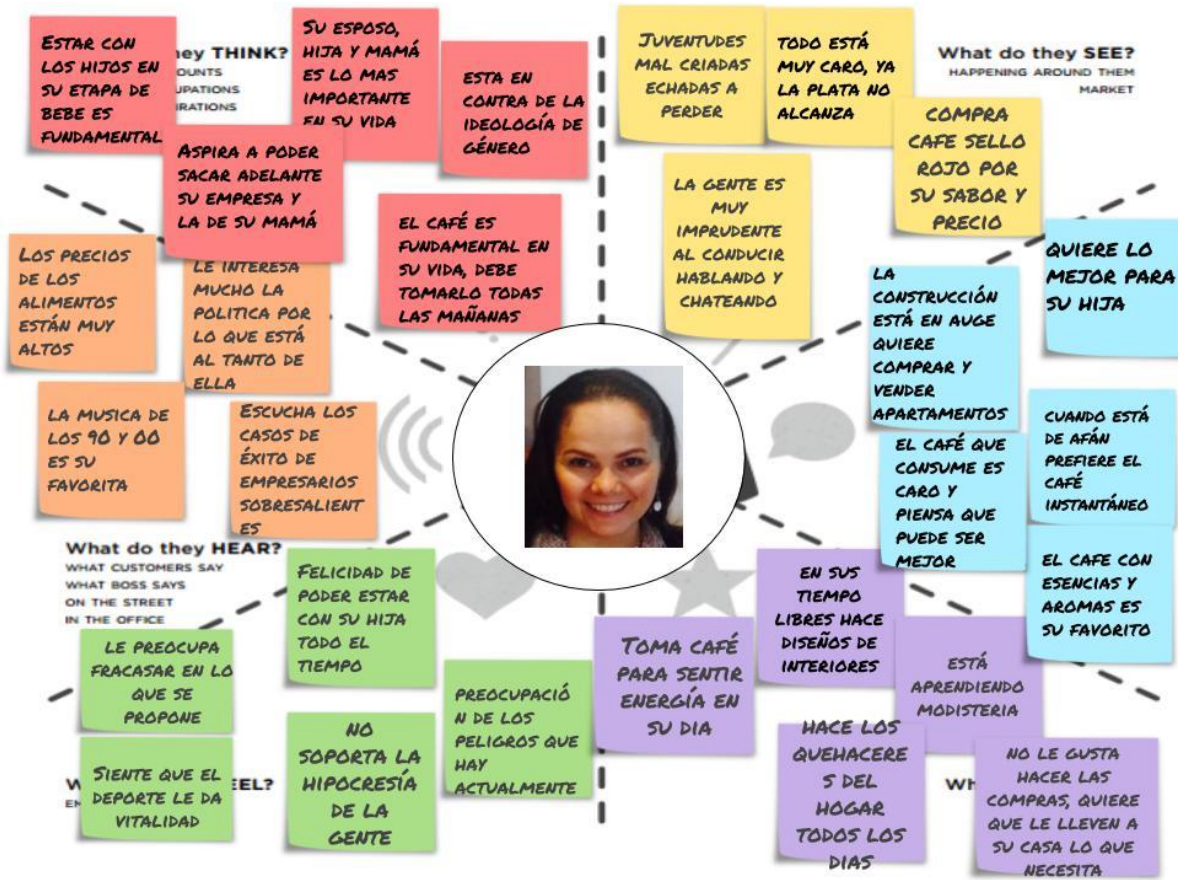 ESTAR CON
LOS HIJOS EN
SU ETAPA DE
BEBE ES
FUNDAMENTAL
ey THINK?
OUNTS
UPATIONS
IRATIONS
SU ESPOSO,
HIJA Y MAMÁ
ES LO MAS
IMPORTANTE
EN SU VIDA
ESTA EN
CONTRA DE LA
IDEOLOGÍA DE
GÉNERO
ASPIRA A PODER
SACAR ADELANTE
SU EMPRESA Y
LA DE SU MAMÁ
EL CAFÉ ES
FUNDAMENTAL EN
SU VIDA, DEBE
TOMARLO TODAS
LAS MAÑANAS
JUVENTUDES
MAL CRIADAS
ECHADAS A
PERDER
TODO ESTÁ
MUY CARO, YA
LA PLATA NO
ALCANZA
What do they SEE?
HAPPENING AROUND THEM
MARKET
COMPRA
CAFE SELLO
ROJO POR
SU SABOR Y
PRECIO
LA GENTE ES
MUY
IMPRUDENTE
AL CONDUCIR
HABLANDO Y
CHATEANDO
LOS PRECIOS
DE LOS
ALIMENTOS
ESTÁN MUY
ALTOS
LE INTERESA
MUCHO LA
POLITICA POR
LO QUE ESTÁ
AL TANTO DE
ELLA
LA MUSICA DE
LOS 90 Y 00
ES SU
FAVORITA
ESCUCHA LOS
CASOS DE
ÉXITO DE
EMPRESARIOS
SOBRESALIENT
ES
What do they HEAR?
WHAT CUSTOMERS SAY
WHAT BOSS SAYS
ON THE STREET
IN THE OFFICE
QUIERE LO
MEJOR PARA
SU HIJA
LA
CONSTRUCCIÓN
ESTÁ EN AUGE
QUIERE
COMPRAR Y
VENDER
APARTAMENTOS
CUANDO ESTÁ
DE AFÁN
PREFIERE EL
CAFÉ
INSTANTÁNEO
EL CAFÉ QUE
CONSUME ES
CARO Y
PIENSA QUE
PUEDE SER
MEJOR
EL CAFE CON
ESENCIAS Y
AROMAS ES
SU FAVORITO
FELICIDAD DE
PODER ESTAR
CON SU HIJA
TODO EL
TIEMPO
LE PREOCUPA
FRACASAR EN LO
QUE SE
PROPONE
PREOCUPACIÓ
N DE LOS
PELIGROS QUE
HAY
ACTUALMENTE
NO
SOPORTA LA
HIPOCRESÍA
DE LA
GENTE
W EEL?
EM
SIENTE QUE EL
DEPORTE LE DA
VITALIDAD
EN SUS
TIEMPO
LIBRES HACE
DISEÑOS DE
INTERIORES
TOMA CAFÉ
PARA SENTIR
ENERGÍA EN
SU DIA
ESTÁ
APRENDIENDO
MODISTERIA
HACE LOS
QUEHACERE
S DEL
HOGAR
TODOS LOS
DIAS
Wh
NO LE GUSTA
HACER LAS
COMPRAS, QUIERE
QUE LE LLEVEN A
SU CASA LO QUE
NECESITA